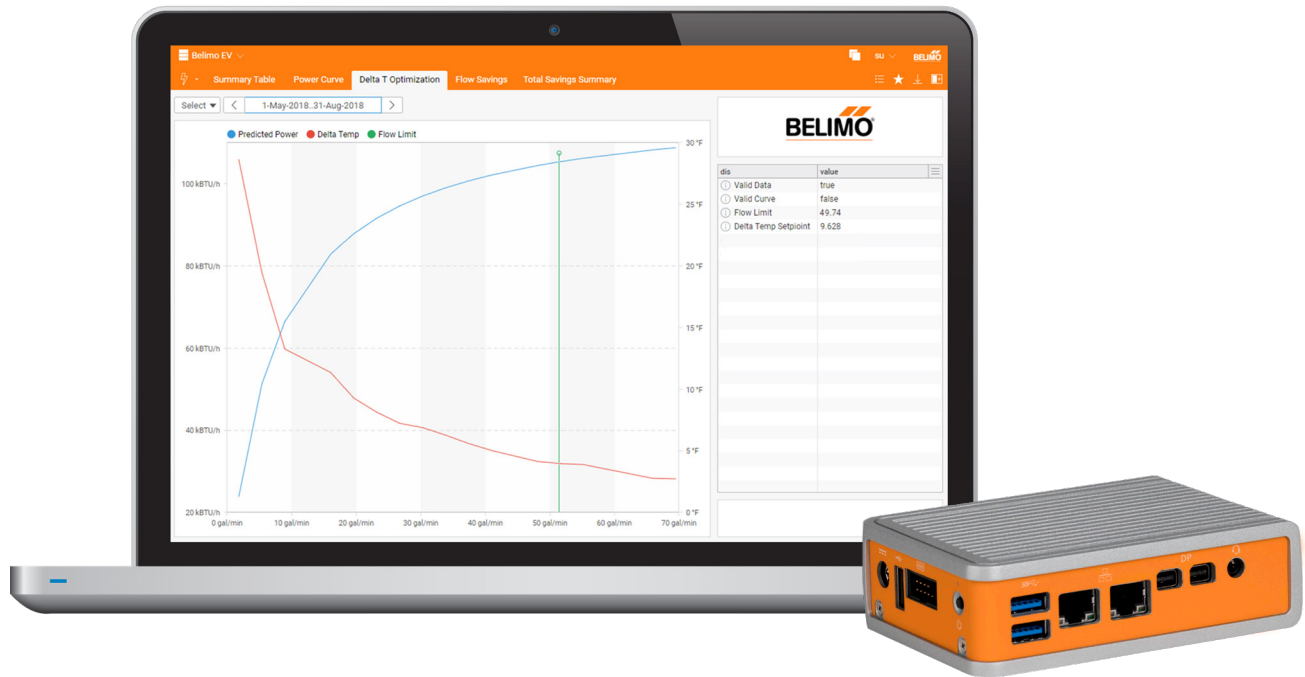 Belimo EV
SU
BELIMO
Summary Table Power Curve Delta T Optimization Flow Savings Total Savings Summary
Select 1-May-2018..31-Aug-2018
Predicted Power Delta Temp Flow Limit
30 °F
100 kBTU/h
25 °F
80 kBTU/h
20 °F
15 °F
60 kBTU/h
10 °F
40 kBTU/h
5 °F
20 kBTU/h
0 °F
0 gal/min 10 gal/min 20 gal/min 30 gal/min 40 gal/min 50 gal/min 60 gal/min 70 gal/min
BELIMO
dis value
Valid Data true
Valid Curve false
Flow Limit 49.74
Delta Temp Setpioint 9.628
DP